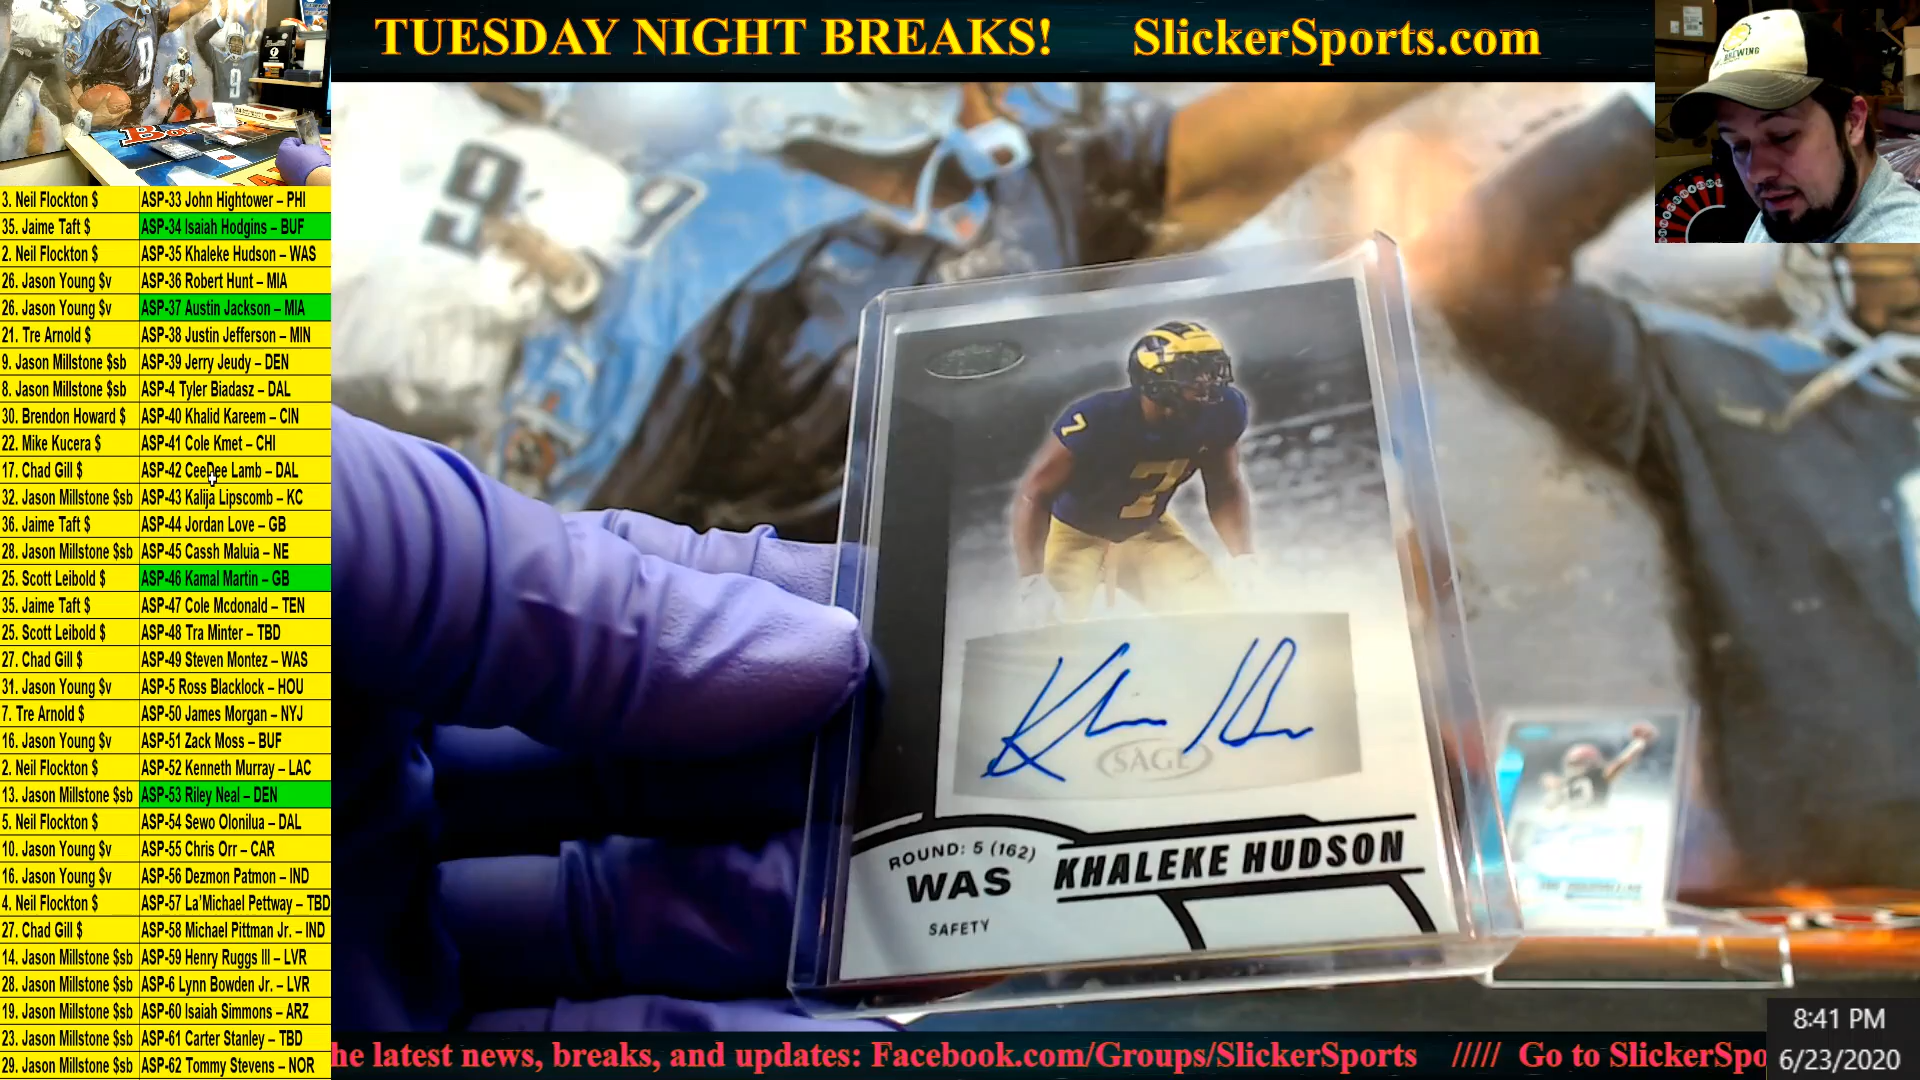 TUESDAY NIGHT BREAKS! SlickerSports.com
BREWING
9
9
9
9
3. Neil Flockton $ ASP-33 John Hightower – PHI
35. Jaime Taft $ ASP-34 Isaiah Hodgins – BUF
2. Neil Flockton $ ASP-35 Khaleke Hudson – WAS
26. Jason Young $v ASP-36 Robert Hunt – MIA
26. Jason Young $v ASP-37 Austin Jackson – MIA
21. Tre Arnold $ ASP-38 Justin Jefferson – MIN
9. Jason Millstone $sb ASP-39 Jerry Jeudy – DEN
8. Jason Millstone $sb ASP-4 Tyler Biadasz – DAL
30. Brendon Howard $ ASP-40 Khalid Kareem – CIN
22. Mike Kucera $ ASP-41 Cole Kmet – CHI
17. Chad Gill $ ASP-42 CeeDee Lamb – DAL
32. Jason Millstone $sb ASP-43 Kalija Lipscomb – KC
36. Jaime Taft $ ASP-44 Jordan Love – GB
28. Jason Millstone $sb ASP-45 Cassh Maluia – NE
25. Scott Leibold $ ASP-46 Kamal Martin – GB
35. Jaime Taft $ ASP-47 Cole Mcdonald – TEN
25. Scott Leibold $ ASP-48 Tra Minter – TBD
27. Chad Gill $ ASP-49 Steven Montez – WAS
31. Jason Young $v ASP-5 Ross Blacklock – HOU
7. Tre Arnold $ ASP-50 James Morgan – NYJ
16. Jason Young $v ASP-51 Zack Moss – BUF
2. Neil Flockton $ ASP-52 Kenneth Murray – LAC
13. Jason Millstone $sb ASP-53 Riley Neal – DEN
5. Neil Flockton $ ASP-54 Sewo Olonilua – DAL
10. Jason Young $v ASP-55 Chris Orr – CAR
16. Jason Young $v ASP-56 Dezmon Patmon – IND
4. Neil Flockton $ ASP-57 La'Michael Pettway – TBD
27. Chad Gill $ ASP-58 Michael Pittman Jr. – IND
14. Jason Millstone $sb ASP-59 Henry Ruggs III – LVR
28. Jason Millstone $sb ASP-6 Lynn Bowden Jr. – LVR
19. Jason Millstone $sb ASP-60 Isaiah Simmons – ARZ
23. Jason Millstone $sb ASP-61 Carter Stanley – TBD
29. Jason Millstone $sb ASP-62 Tommy Stevens – NOR
7
7
SAGE
ROUND: 5 (162)
WAS
SAFETY
KHALEKE HUDSON
he latest news, breaks, and updates: Facebook.com/Groups/SlickerSports ///// Go to SlickerSpo
8:41 PM
6/23/2020